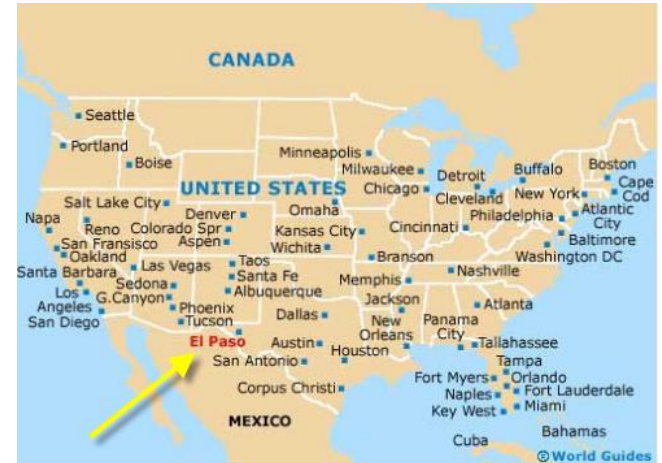 CANADA
Seattle
Portland
Boise
Minneapolis
Milwaukee
Detroit
Buffalo
Boston
UNITED STATES
Chicago
Cleveland
New York
Cape
Cod
Salt Lake City
Denver
Omaha
Philadelphia
Atlantic
City
Napa
Reno
Colorado Spr
Kansas City
Cincinnati
Baltimore
San Fransisco
Aspen
Wichita
Washington DC
Oakland
Las Vegas
Taos
Branson
Santa Barbara
Sedona
Santa Fe
Memphis
Nashville
Los
Angeles
G.Canyon
Albuquerque
Jackson
Atlanta
Phoenix
Dallas
New
Orleans
Panama
City
San Diego
Tucson
El Paso
Austin
Houston
Tallahassee
San Antonio
Tampa
Fort Myers
Orlando
Corpus Christi
Naples
Fort Lauderdale
Key West
Miami
MEXICO
Cuba
Bahamas
©World Guides